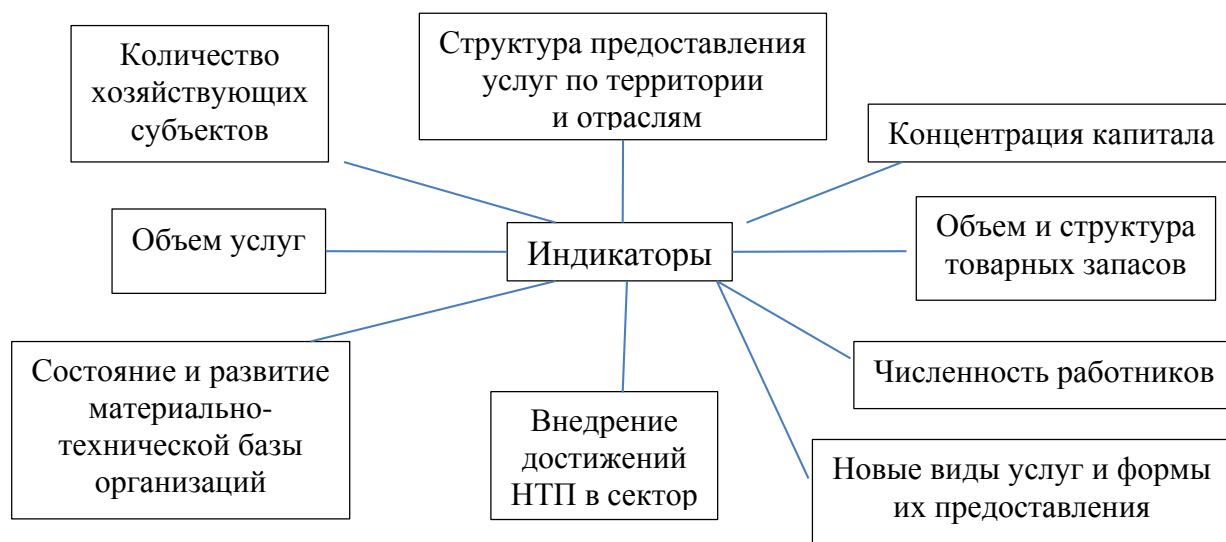 Количество
хозяйствующих
субъектов
Структура предоставления
услуг по территории
и отраслям
Концентрация капитала
Объем услуг
Индикаторы
Объем и структура
товарных запасов
Состояние и развитие
материально-
технической базы
организаций
Внедрение
достижений
НТП в сектор
Численность работников
Новые виды услуг и формы
их предоставления